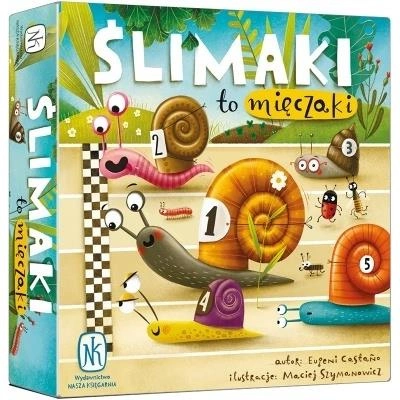 ŚLIMAKI
to mięczaki
ŚLIMAKI
to mięczaki
2
3
1
4
5
NK
Wydawnictwo
NASZA KSIĘGARNIA
autor: Eugeni Castaño
ilustracje: Maciej Szymanowicz